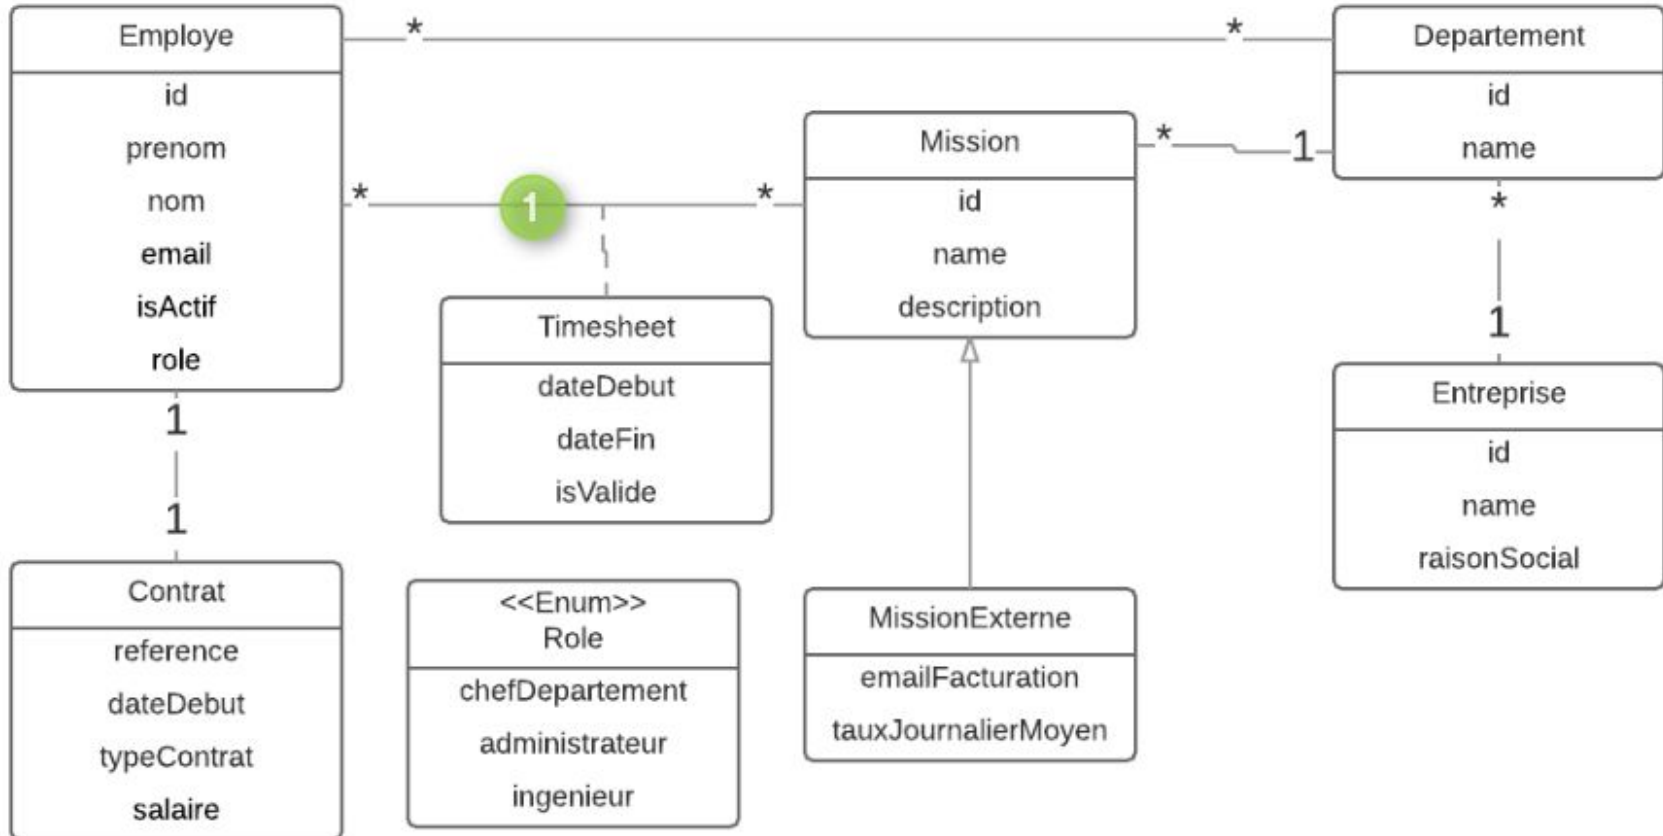 Employe
id
prenom
nom
email
isActif
role
*
*
Departement
id
name
*
1
*
Mission
id
name
description
*
1
Timesheet
dateDebut
dateFin
isValide
*
1
Entreprise
id
name
raisonSocial
1
1
Contrat
reference
dateDebut
typeContrat
salaire
<<Enum>>
Role
chefDepartement
administrateur
ingenieur
MissionExterne
emailFacturation
tauxJournalierMoyen